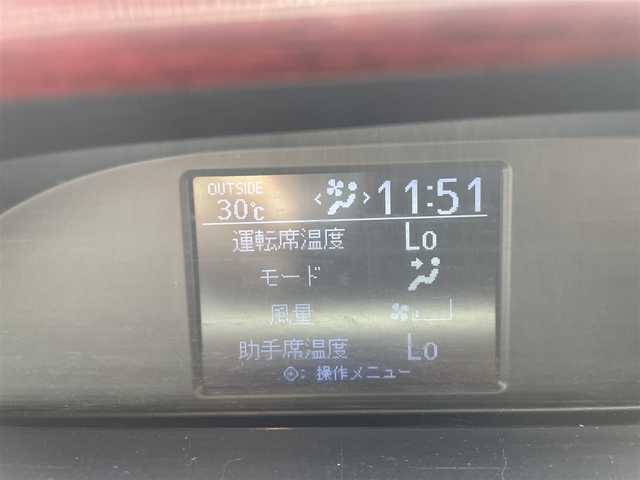 OUTSIDE
30℃ < > 11:51
運転席温度 Lo
モード
風量
助手席温度 Lo
: 操作メニュー